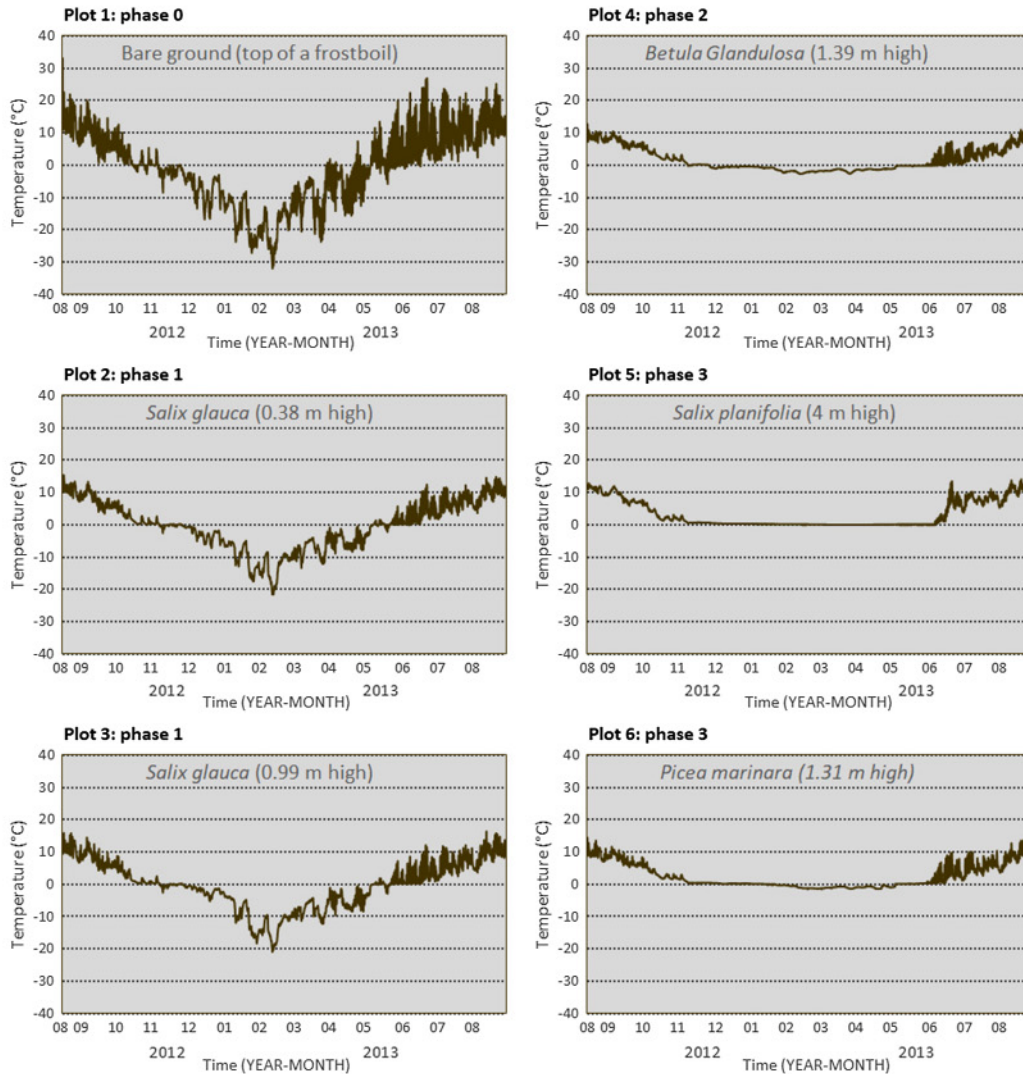 Plot 1: phase 0
Bare ground (top of a frostboil)
40
30
20
10
0
-10
-20
-30
-40
Temperature (°C)
08 09 10 11 12 01 02 03 04 05 06 07 08
2012 2013
Time (YEAR-MONTH)
Plot 4: phase 2
Betula Glandulosa (1.39 m high)
40
30
20
10
0
-10
-20
-30
-40
Temperature (°C)
08 09 10 11 12 01 02 03 04 05 06 07 08
2012 2013
Time (YEAR-MONTH)
Plot 2: phase 1
Salix glauca (0.38 m high)
40
30
20
10
0
-10
-20
-30
-40
Temperature (°C)
08 09 10 11 12 01 02 03 04 05 06 07 08
2012 2013
Time (YEAR-MONTH)
Plot 5: phase 3
Salix planifolia (4 m high)
40
30
20
10
0
-10
-20
-30
-40
Temperature (°C)
08 09 10 11 12 01 02 03 04 05 06 07 08
2012 2013
Time (YEAR-MONTH)
Plot 3: phase 1
Salix glauca (0.99 m high)
40
30
20
10
0
-10
-20
-30
-40
Temperature (°C)
08 09 10 11 12 01 02 03 04 05 06 07 08
2012 2013
Time (YEAR-MONTH)
Plot 6: phase 3
Picea marinara (1.31 m high)
40
30
20
10
0
-10
-20
-30
-40
Temperature (°C)
08 09 10 11 12 01 02 03 04 05 06 07 08
2012 2013
Time (YEAR-MONTH)